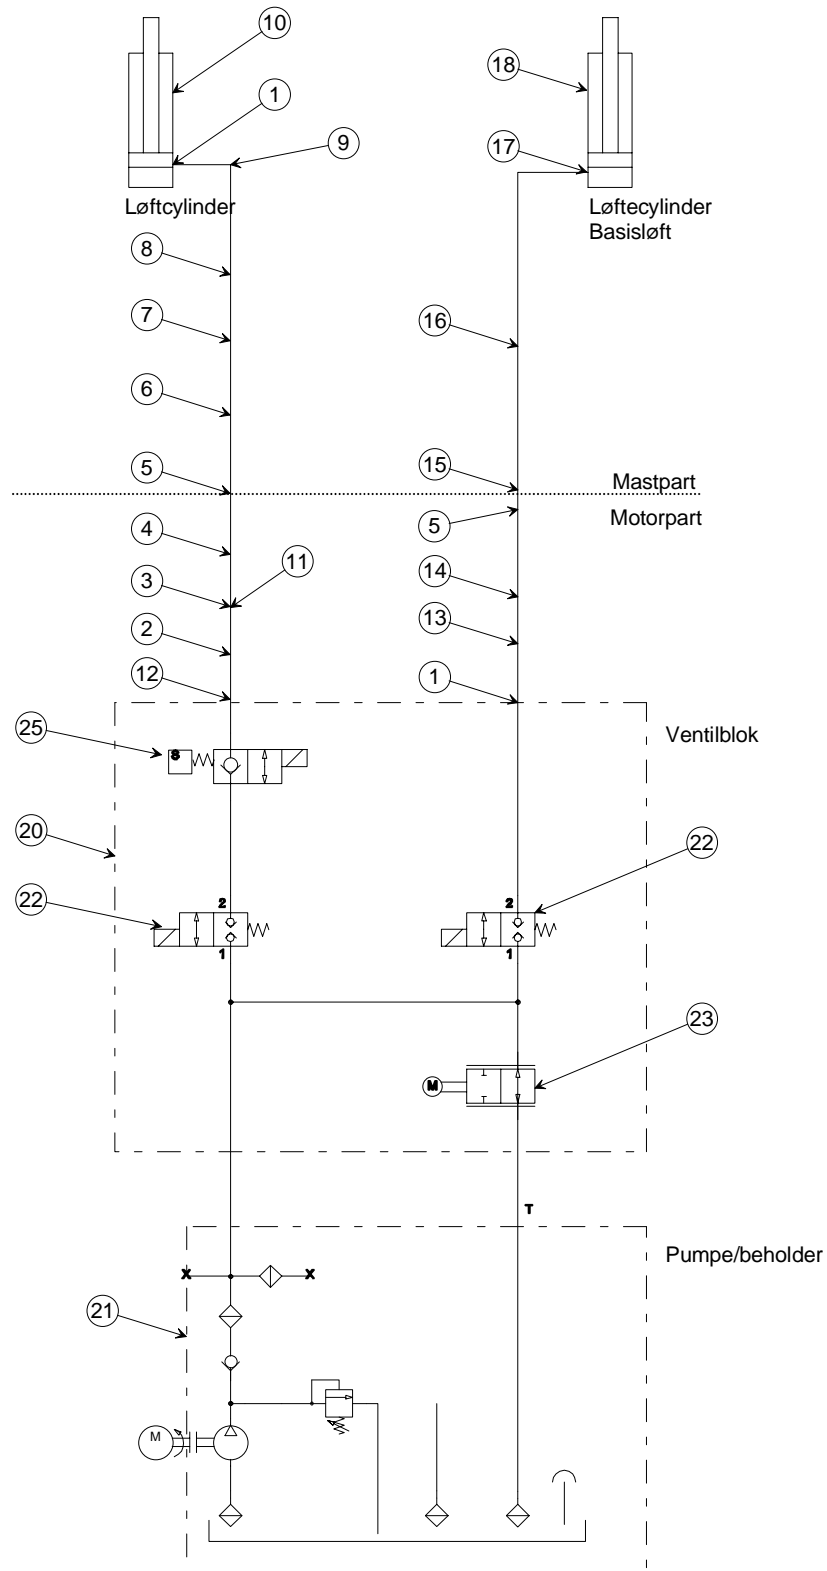 10
18
1
9
17
Løftcylinder
Løftecylinder
Basisløft
8
7
16
6
5
15
Mastpart
Motorpart
4
5
11
3
14
2
13
12
1
25
S
Ventilblok
20
22
22
2
2
1
1
23
M
T
Pumpe/beholder
X
X
21
M